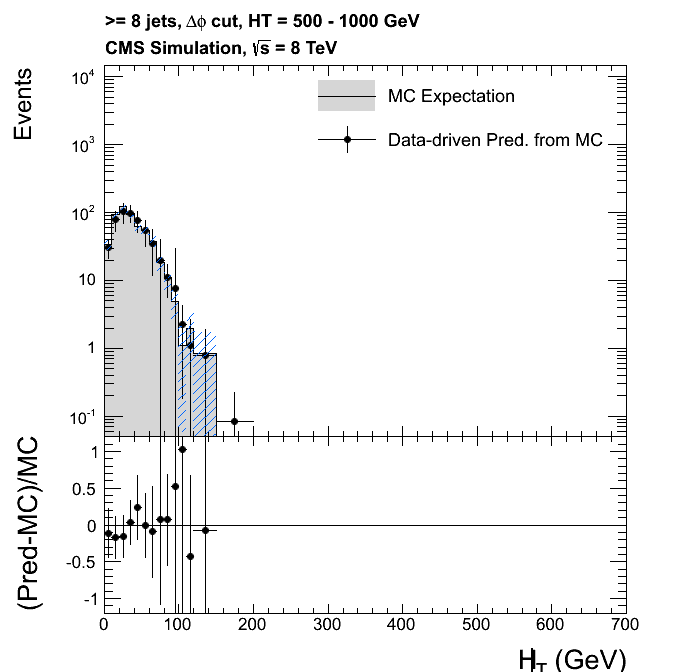 >= 8 jets, Δϕ cut, HT = 500 - 1000 GeV
CMS Simulation, √s = 8 TeV
Events
10⁴
10³
10²
10
1
10⁻¹
MC Expectation
Data-driven Pred. from MC
(Pred-MC)/MC
1
0.5
0
-0.5
-1
0 100 200 300 400 500 600 700
H̸_T (GeV)